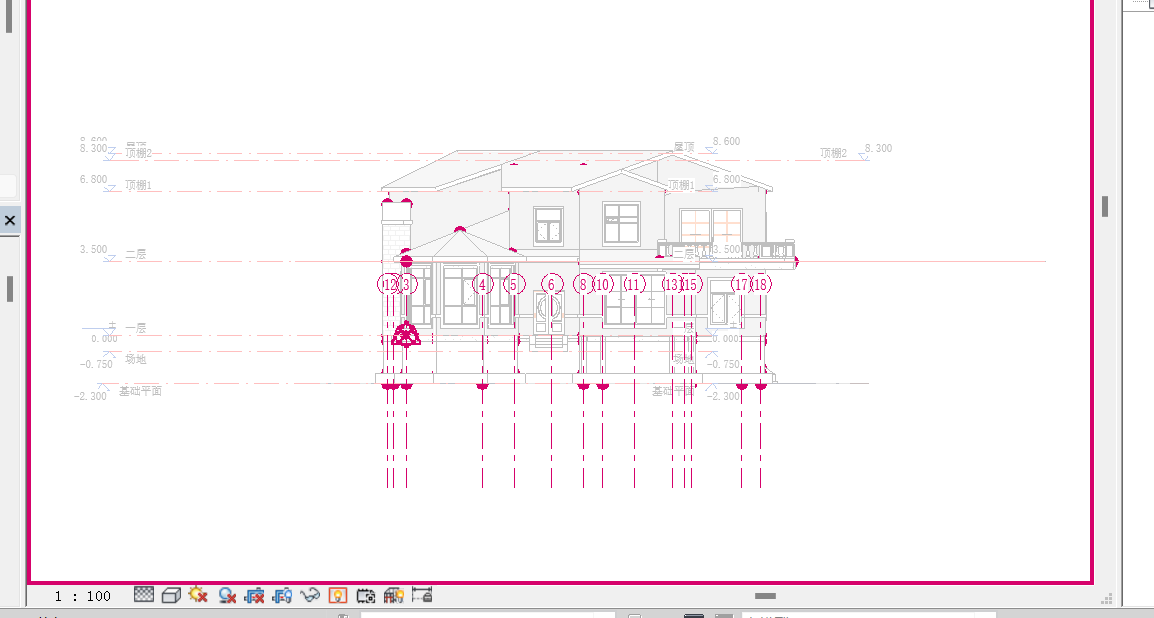 8.600 屋顶 8.600
8.300 顶棚2 顶棚2 8.300
6.800 顶棚1 顶棚1 6.800
3.500 二层 二层 3.500
1 2 3 4 5 6 8 10 11 13 15 17 18
± 一层 层 ±
0.000 0.000
场地 场地
-0.750 -0.750
基础平面 基础平面
-2.300 -2.300
1 : 100